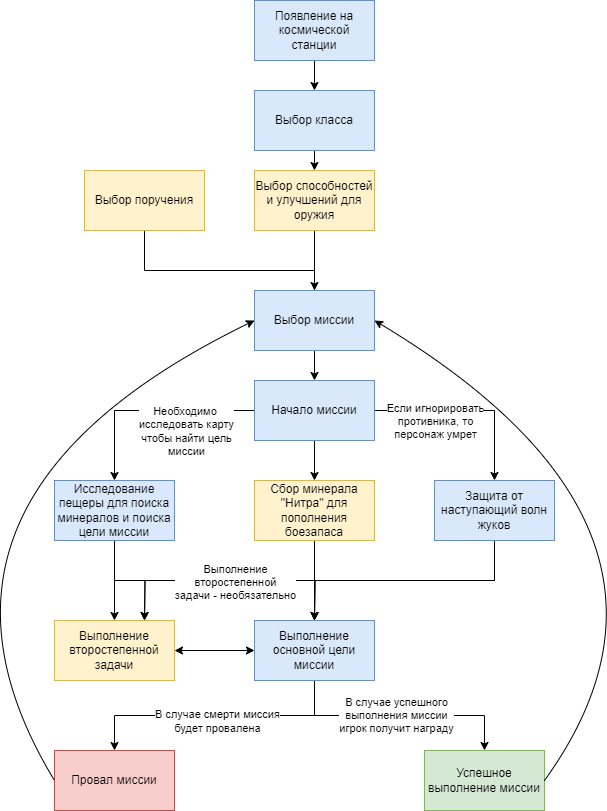 Появление на
космической
станции
Выбор класса
Выбор поручения
Выбор способностей
и улучшений для
оружия
Выбор миссии
Начало миссии
Необходимо
исследовать карту
чтобы найти цель
миссии
Если игнорировать
противника, то
персонаж умрет
Исследование
пещеры для поиска
минералов и поиска
цели миссии
Сбор минерала
"Нитра" для
пополнения
боезапаса
Защита от
наступающий волн
жуков
Выполнение
второстепенной
задачи - необязательно
Выполнение
второстепенной
задачи
Выполнение
основной цели
миссии
В случае смерти миссия
будет провалена
В случае успешного
выполнения миссии
игрок получит награду
Провал миссии
Успешное
выполнение миссии